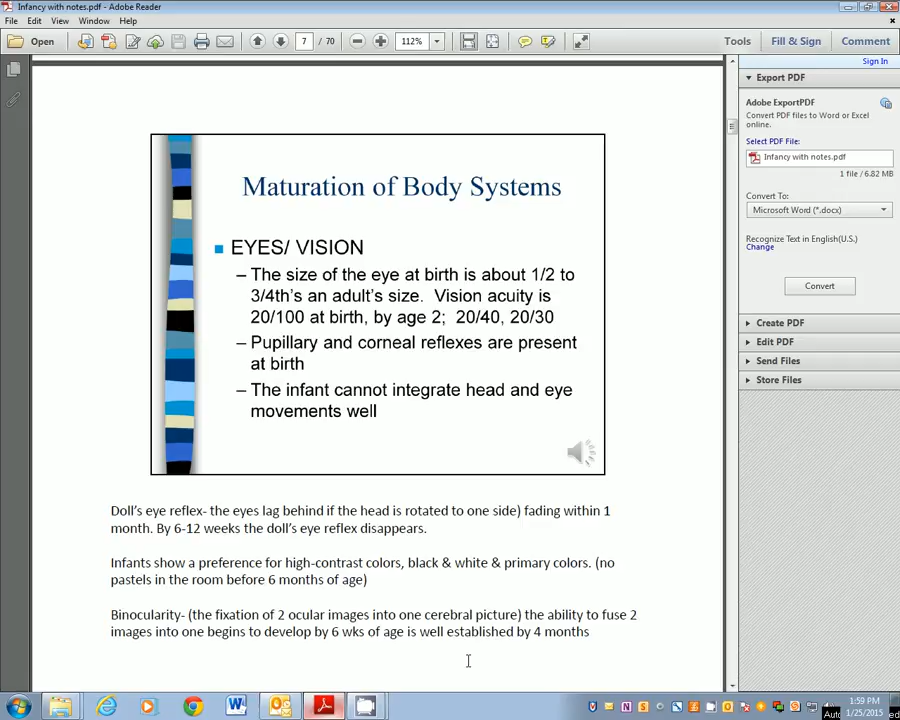 Infancy with notes.pdf - Adobe Reader
File Edit View Window Help
Open 7 / 70 112% Tools Fill & Sign Comment
Sign In
Export PDF
Adobe ExportPDF
Convert PDF files to Word or Excel
online.
Select PDF File:
Infancy with notes.pdf
1 file / 6.82 MB
Convert To:
Microsoft Word (*.docx)
Recognize Text in English(U.S.)
Change
Convert
Create PDF
Edit PDF
Send Files
Store Files
Maturation of Body Systems
EYES/ VISION
– The size of the eye at birth is about 1/2 to
3/4th's an adult's size. Vision acuity is
20/100 at birth, by age 2; 20/40, 20/30
– Pupillary and corneal reflexes are present
at birth
– The infant cannot integrate head and eye
movements well
Doll's eye reflex- the eyes lag behind if the head is rotated to one side) fading within 1
month. By 6-12 weeks the doll's eye reflex disappears.
Infants show a preference for high-contrast colors, black & white & primary colors. (no
pastels in the room before 6 months of age)
Binocularity- (the fixation of 2 ocular images into one cerebral picture) the ability to fuse 2
images into one begins to develop by 6 wks of age is well established by 4 months
1:59 PM
1/25/2015